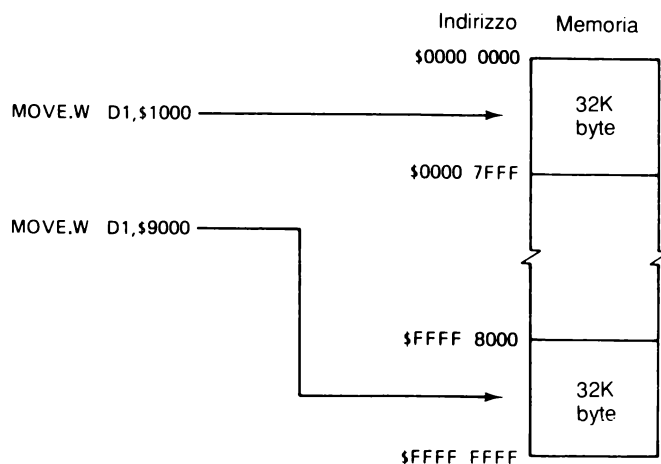 Indirizzo Memoria
$0000 0000
32K
byte
MOVE.W D1,$1000
$0000 7FFF
MOVE.W D1,$9000
$FFFF 8000
32K
byte
$FFFF FFFF